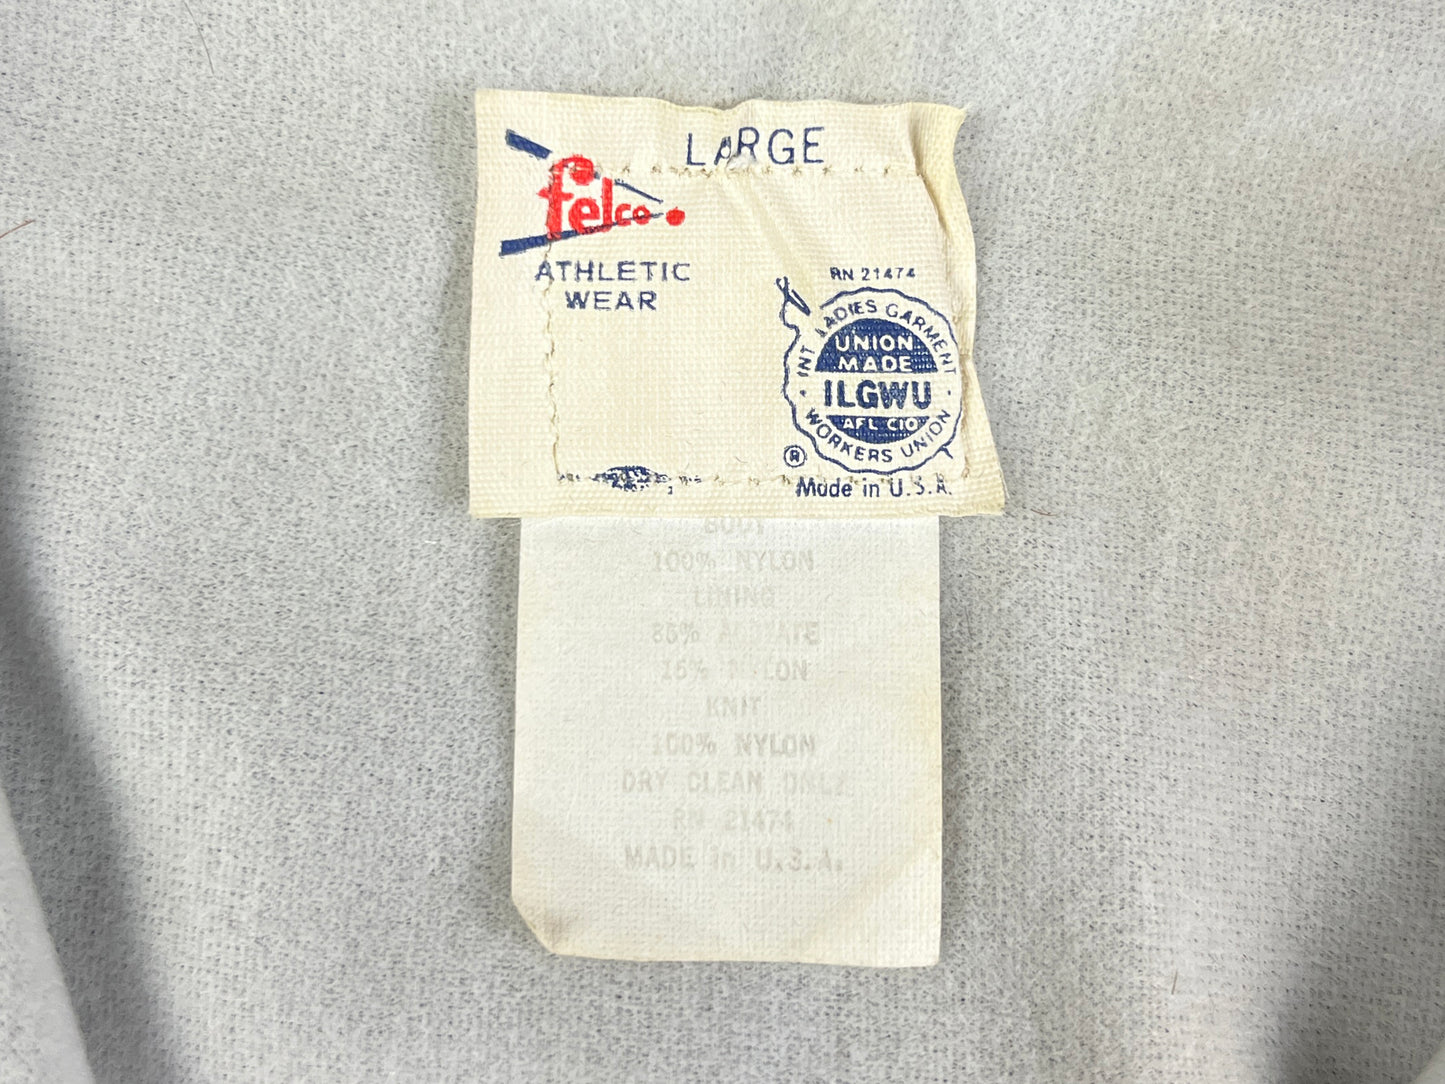 LARGE
felco
ATHLETIC
WEAR
RN 21474
INT LADIES GARMENT
WORKERS UNION
UNION
MADE
ILGWU
AFL CIO
®
Made in U.S.A.
BODY
100% NYLON
LINING
85% ACETATE
15% NYLON
KNIT
100% NYLON
DRY CLEAN ONLY
RN 21474
MADE in U.S.A.